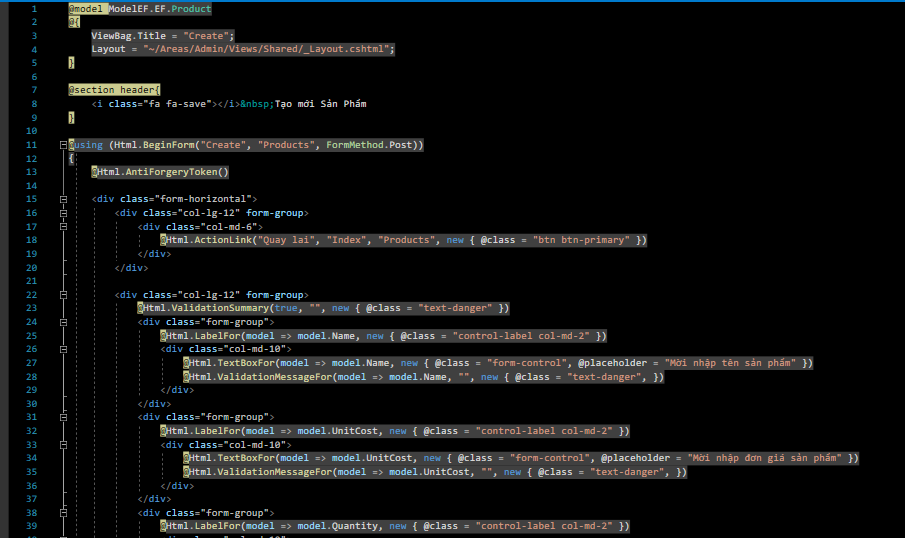 1 @model ModelEF.EF.Product
2 @{
3 ViewBag.Title = "Create";
4 Layout = "~/Areas/Admin/Views/Shared/_Layout.cshtml";
5 }
6
7 @section header{
8 <i class="fa fa-save"></i>&nbsp;Tạo mới Sản Phẩm
9 }
10
11 @using (Html.BeginForm("Create", "Products", FormMethod.Post))
12 {
13 @Html.AntiForgeryToken()
14
15 <div class="form-horizontal">
16 <div class="col-lg-12" form-group>
17 <div class="col-md-6">
18 @Html.ActionLink("Quay lai", "Index", "Products", new { @class = "btn btn-primary" })
19 </div>
20 </div>
21
22 <div class="col-lg-12" form-group>
23 @Html.ValidationSummary(true, "", new { @class = "text-danger" })
24 <div class="form-group">
25 @Html.LabelFor(model => model.Name, new { @class = "control-label col-md-2" })
26 <div class="col-md-10">
27 @Html.TextBoxFor(model => model.Name, new { @class = "form-control", @placeholder = "Mời nhập tên sản phẩm" })
28 @Html.ValidationMessageFor(model => model.Name, "", new { @class = "text-danger", })
29 </div>
30 </div>
31 <div class="form-group">
32 @Html.LabelFor(model => model.UnitCost, new { @class = "control-label col-md-2" })
33 <div class="col-md-10">
34 @Html.TextBoxFor(model => model.UnitCost, new { @class = "form-control", @placeholder = "Mời nhập đơn giá sản phẩm" })
35 @Html.ValidationMessageFor(model => model.UnitCost, "", new { @class = "text-danger", })
36 </div>
37 </div>
38 <div class="form-group">
39 @Html.LabelFor(model => model.Quantity, new { @class = "control-label col-md-2" })